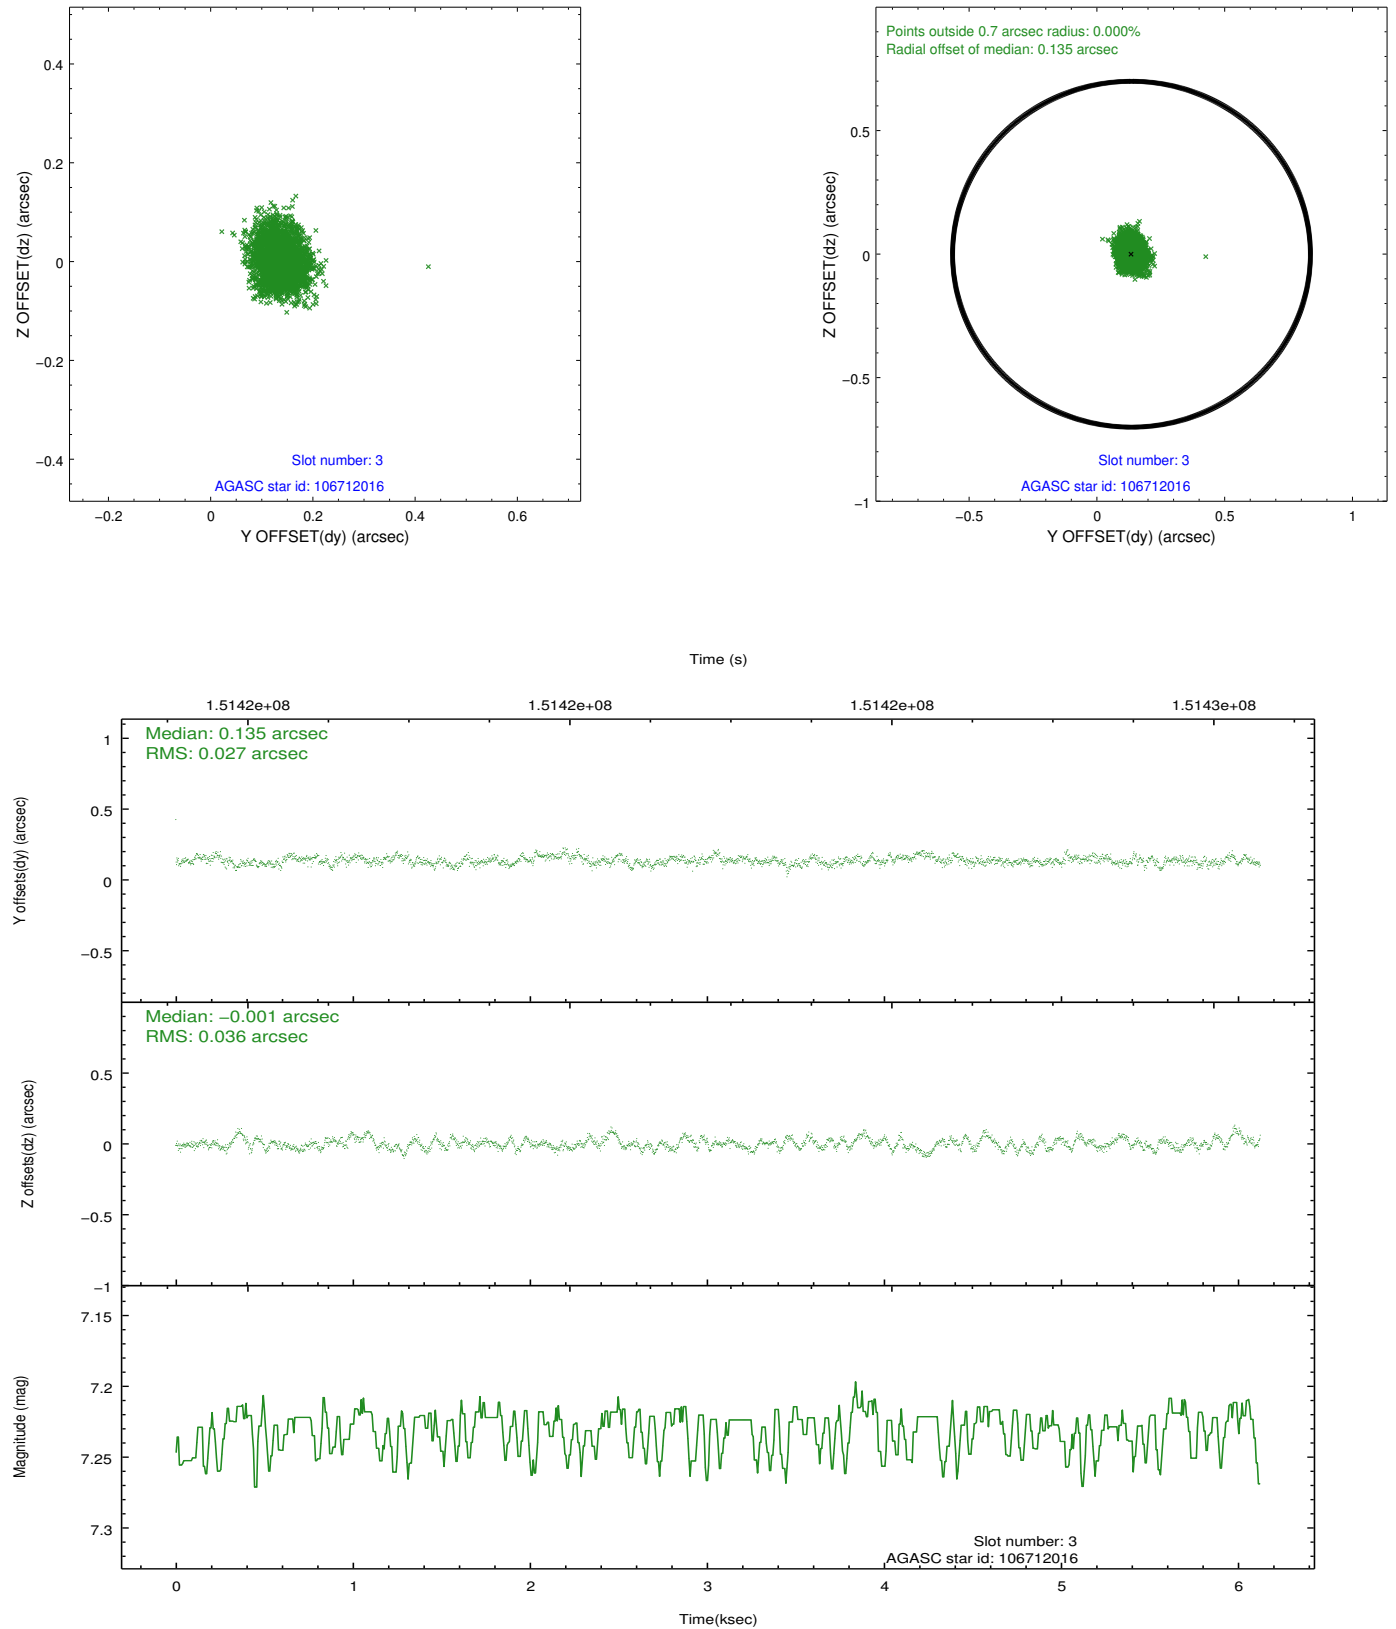 0.4
0.2
0
−0.2
−0.4
Z OFFSET(dz) (arcsec)
Slot number: 3
AGASC star id: 106712016
−0.2 0 0.2 0.4 0.6
Y OFFSET(dy) (arcsec)
Points outside 0.7 arcsec radius: 0.000%
Radial offset of median: 0.135 arcsec
0.5
0
−0.5
−1
Z OFFSET(dz) (arcsec)
Slot number: 3
AGASC star id: 106712016
−0.5 0 0.5 1
Y OFFSET(dy) (arcsec)
Time (s)
1.5142e+08 1.5142e+08 1.5142e+08 1.5143e+08
Median: 0.135 arcsec
RMS: 0.027 arcsec
1
0.5
0
−0.5
Y offsets(dy) (arcsec)
Median: −0.001 arcsec
RMS: 0.036 arcsec
0.5
0
−0.5
−1
Z offsets(dz) (arcsec)
7.15
7.2
7.25
7.3
Magnitude (mag)
Slot number: 3
AGASC star id: 106712016
0 1 2 3 4 5 6
Time(ksec)